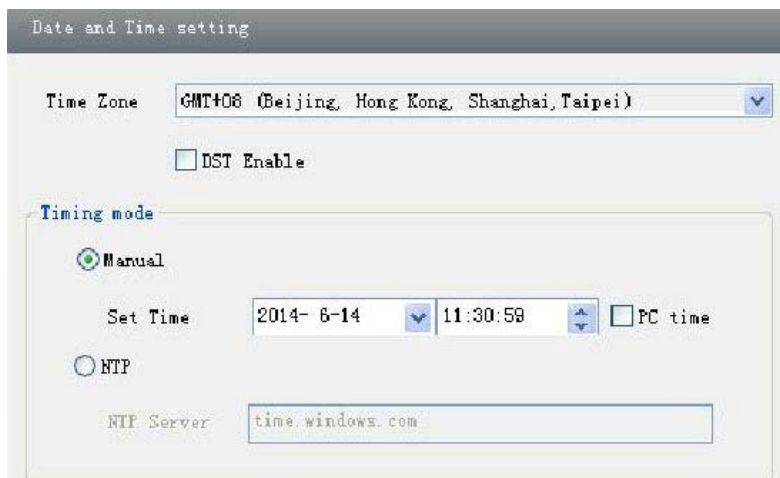 Date and Time setting
Time Zone GMT+08 (Beijing, Hong Kong, Shanghai,Taipei)
DST Enable
Timing mode
Manual
Set Time 2014- 6-14 11:30:59 PC time
NTP
NTP Server time.windows.com